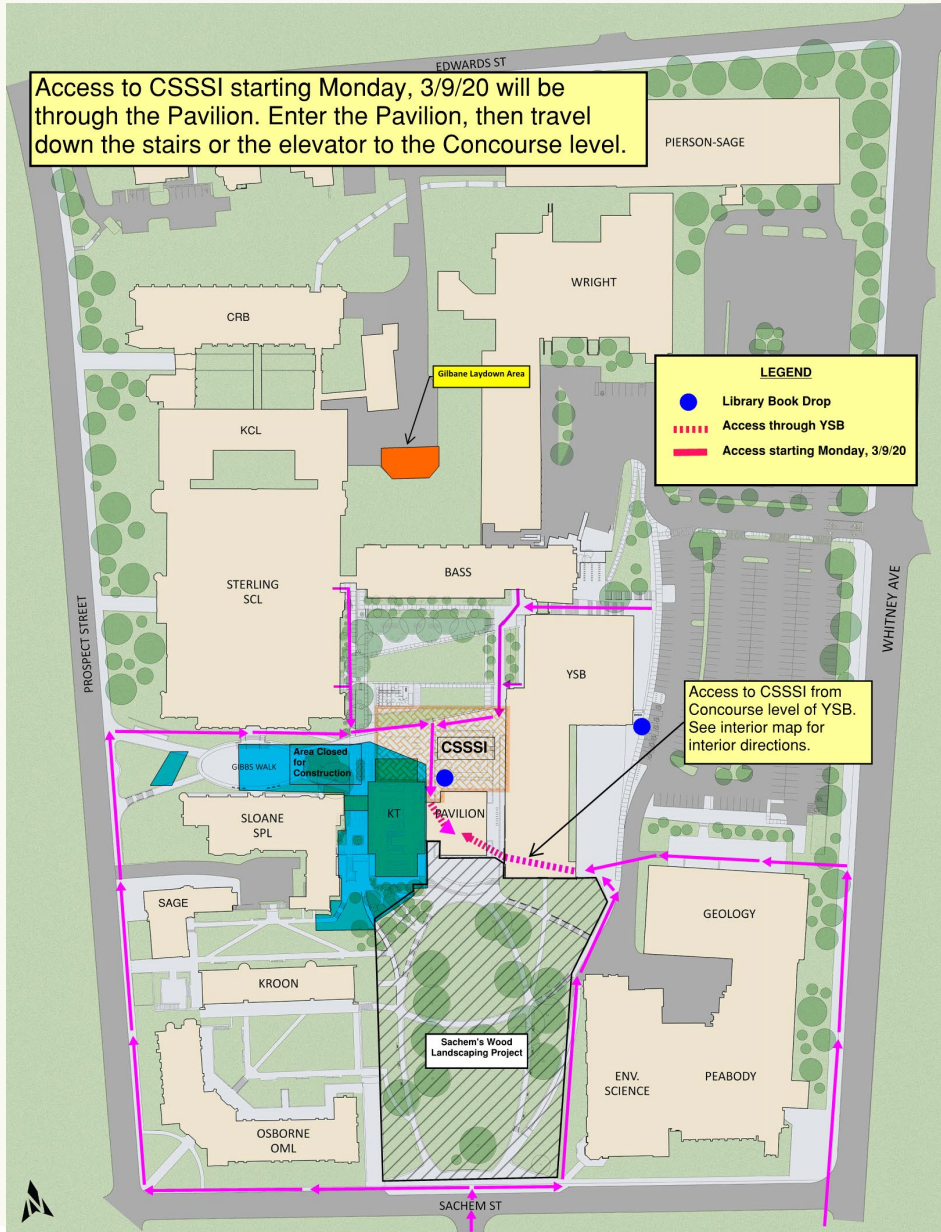 EDWARDS ST
Access to CSSSI starting Monday, 3/9/20 will be
through the Pavilion. Enter the Pavilion, then travel
down the stairs or the elevator to the Concourse level.
PIERSON-SAGE
WRIGHT
CRB
Gilbane Laydown Area
LEGEND
Library Book Drop
Access through YSB
Access starting Monday, 3/9/20
KCL
BASS
STERLING
SCL
PROSPECT STREET
WHITNEY AVE
YSB
Access to CSSSI from
Concourse level of YSB.
See interior map for
interior directions.
CSSSI
Area Closed
for
Construction
GIBBS WALK
SLOANE
SPL
KT
PAVILION
SAGE
GEOLOGY
KROON
Sachem's Wood
Landscaping Project
ENV.
SCIENCE
PEABODY
OSBORNE
OML
SACHEM ST